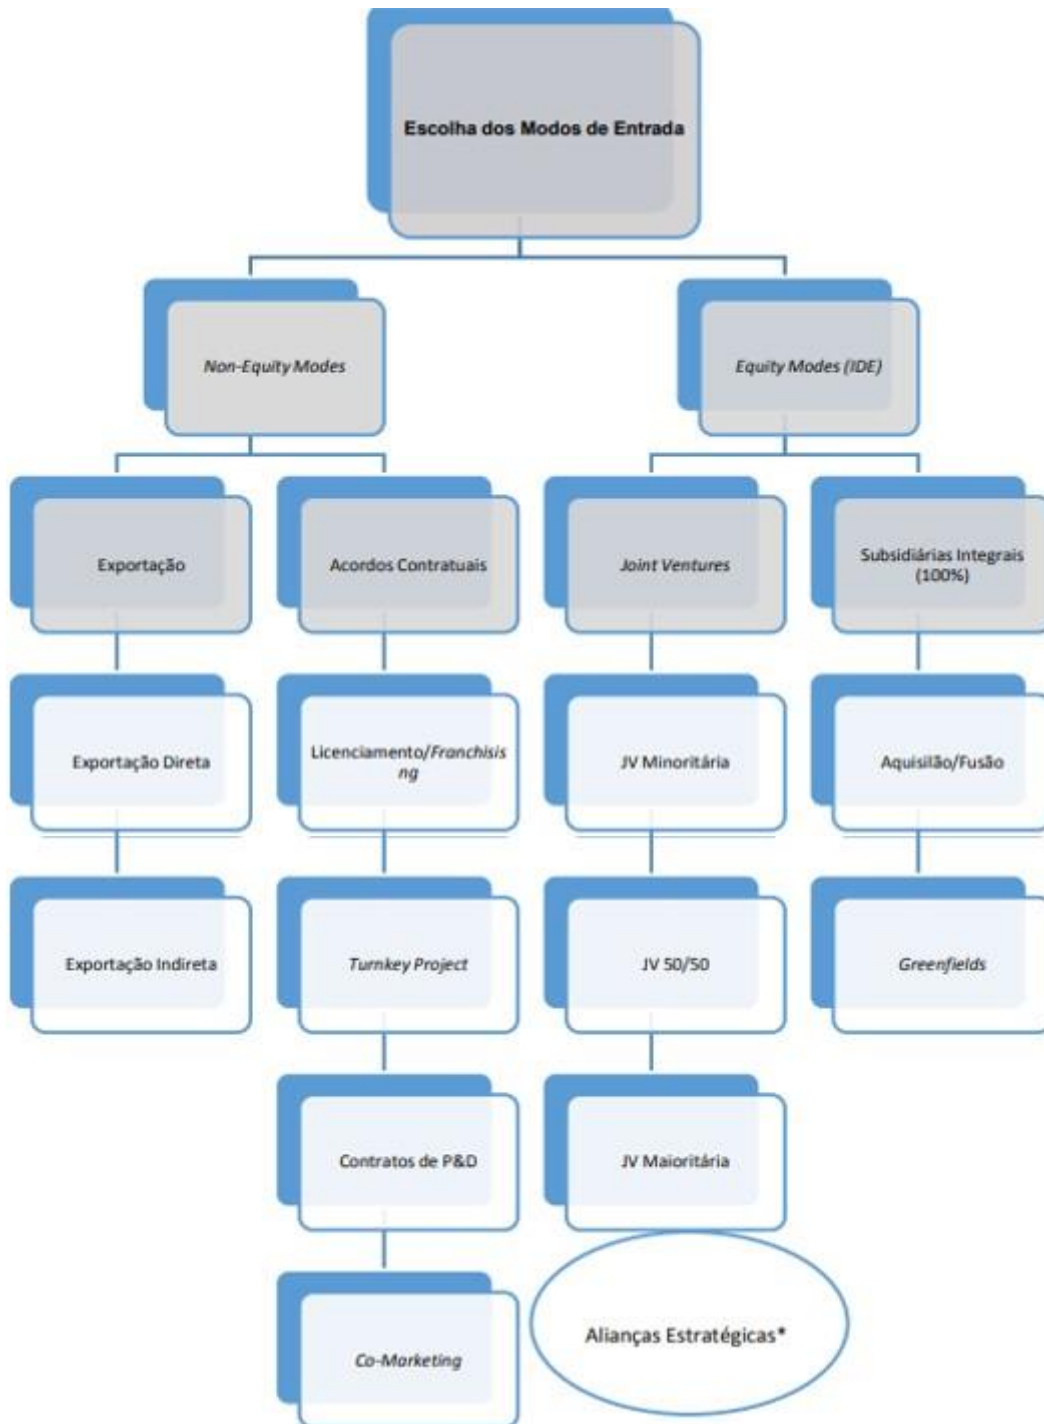 Escolha dos Modos de Entrada
Non-Equity Modes
Equity Modes (IDE)
Exportação
Acordos Contratuais
Joint Ventures
Subsidiárias Integrais
(100%)
Exportação Direta
Licenciamento/Franchisi
ng
JV Minoritária
Aquisilão/Fusão
Exportação Indireta
Turnkey Project
JV 50/50
Greenfields
Contratos de P&D
JV Maioritária
Co-Marketing
Alianças Estratégicas*